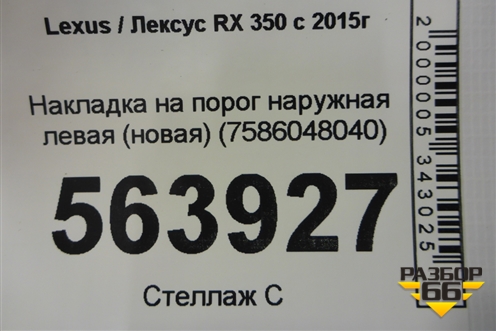 Lexus / Лексус RX 350 с 2015г
Накладка на порог наружная
левая (новая) (7586048040)
563927
Стеллаж С
2000005343025
РАЗБОР
66